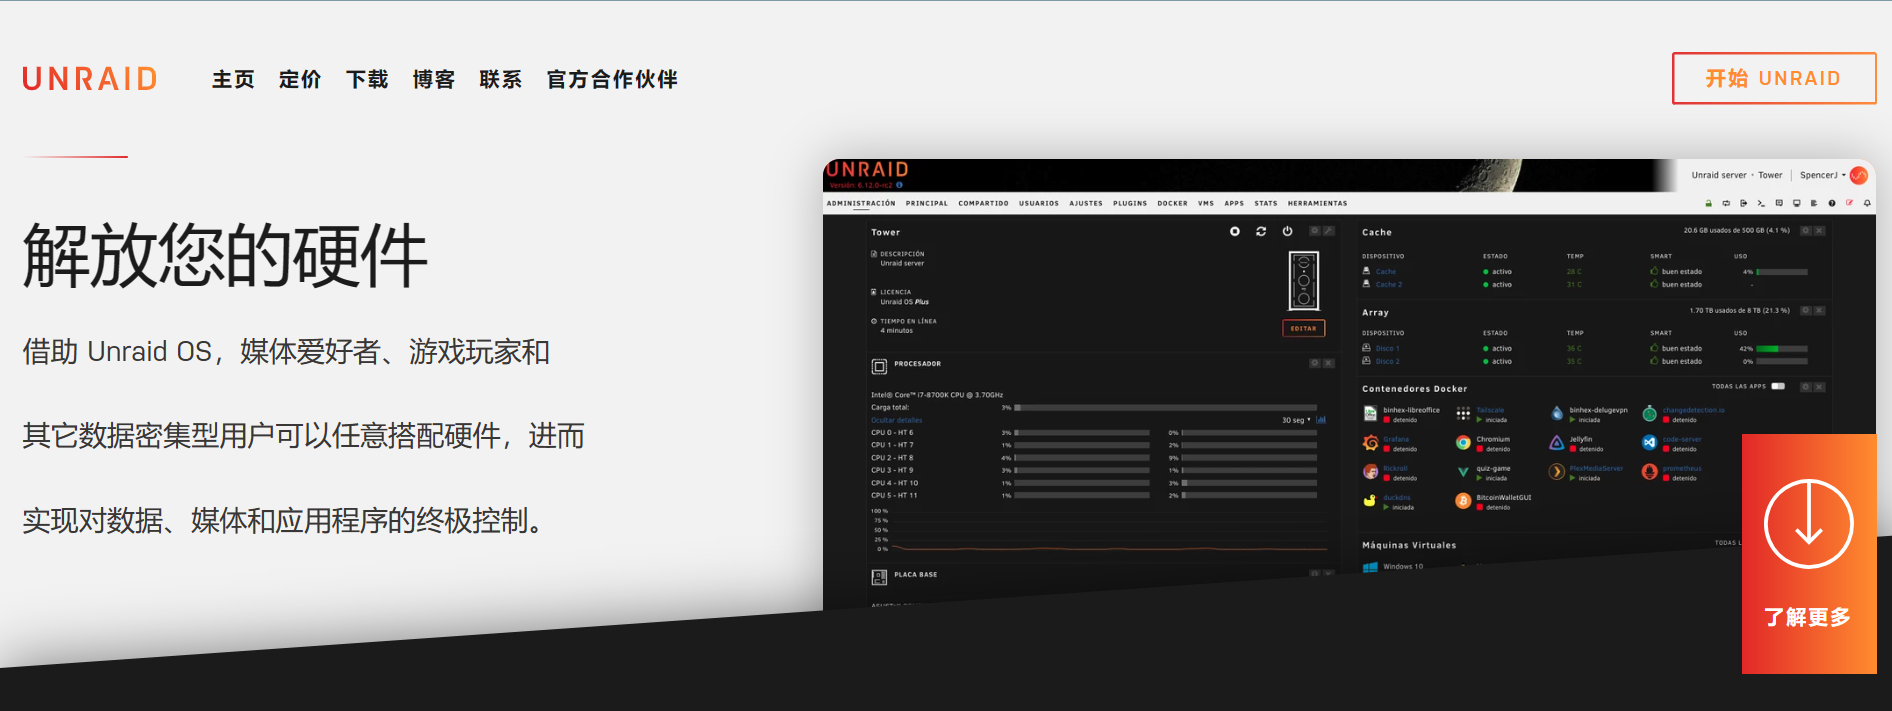 UNRAID 主页 定价 下载 博客 联系 官方合作伙伴 开始 UNRAID
解放您的硬件
借助 Unraid OS，媒体爱好者、游戏玩家和
其它数据密集型用户可以任意搭配硬件，进而
实现对数据、媒体和应用程序的终极控制。
UNRAID
Versión: 6.12.0-rc2
Unraid server • Tower | SpencerJ
ADMINISTRACIÓN PRINCIPAL COMPARTIDO USUARIOS AJUSTES PLUGINS DOCKER VMS APPS STATS HERRAMIENTAS
Tower
DESCRIPCIÓN
Unraid server
LICENCIA
Unraid OS Plus
TIEMPO EN LÍNEA
4 minutos
EDITAR
PROCESADOR
Intel® Core™ i7-8700K CPU @ 3.70GHz
Carga total: 3%
Ocultar detalles 30 seg
CPU 0 - HT 6 3% 0%
CPU 1 - HT 7 1% 2%
CPU 2 - HT 8 4% 9%
CPU 3 - HT 9 3% 1%
CPU 4 - HT 10 1% 3%
CPU 5 - HT 11 1% 2%
100 %
75 %
50 %
25 %
0 %
PLACA BASE
Cache 20.6 GB usados de 500 GB (4.1 %)
DISPOSITIVO ESTADO TEMP SMART USO
Cache activo 28 C buen estado 4%
Cache 2 activo 31 C buen estado -
Array 1.70 TB usados de 8 TB (21.3 %)
DISPOSITIVO ESTADO TEMP SMART USO
Disco 1 activo 36 C buen estado 42%
Disco 2 activo 35 C buen estado 0%
Contenedores Docker TODAS LAS APPS
binhex-libreoffice Tailscale binhex-delugevpn changedetection.io
detenido iniciada iniciada detenido
Grafana Chromium Jellyfin code-server
detenido detenido detenido detenido
Rickroll quiz-game PlexMediaServer prometheus
detenido iniciada iniciada detenido
duckdns BitcoinWalletGUI
iniciada detenido
Máquinas Virtuales TODAS L
Windows 10
了解更多